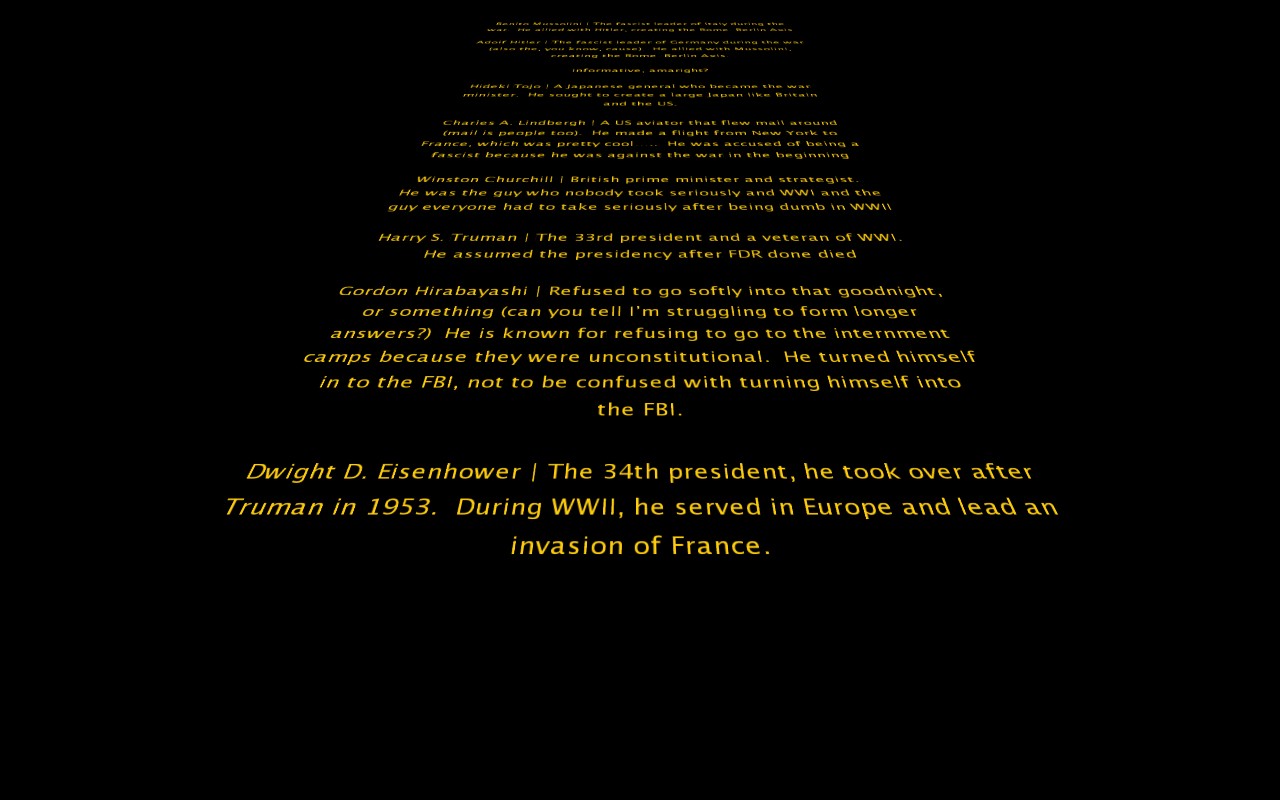 Benito Mussolini | The fascist leader of Italy during the
war. He allied with Hitler, creating the Rome Berlin Axis
Adolf Hitler | The fascist leader of Germany during the war
(also the, you know, cause). He allied with Mussolini,
creating the Rome Berlin Axis
informative, amaright?
Hideki Tojo | A Japanese general who became the war
minister. He sought to create a large Japan like Britain
and the US.
Charles A. Lindbergh | A US aviator that flew mail around
(mail is people too). He made a flight from New York to
France, which was pretty cool .... He was accused of being a
fascist because he was against the war in the beginning
Winston Churchill | British prime minister and strategist.
He was the guy who nobody took seriously and WWI and the
guy everyone had to take seriously after being dumb in WWII
Harry S. Truman | The 33rd president and a veteran of WWI.
He assumed the presidency after FDR done died
Gordon Hirabayashi | Refused to go softly into that goodnight,
or something (can you tell I'm struggling to form longer
answers?) He is known for refusing to go to the internment
camps because they were unconstitutional. He turned himself
in to the FBI, not to be confused with turning himself into
the FBI.
Dwight D. Eisenhower | The 34th president, he took over after
Truman in 1953. During WWII, he served in Europe and lead an
invasion of France.